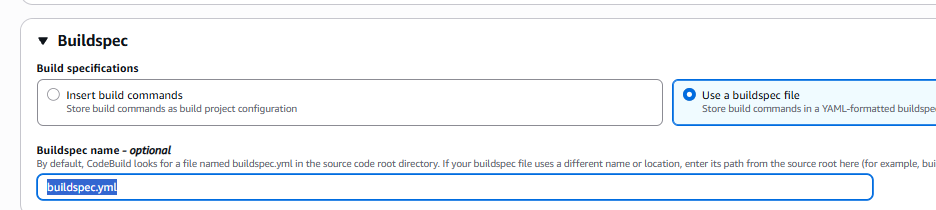 Buildspec
Build specifications
Insert build commands
Store build commands as build project configuration
Use a buildspec file
Store build commands in a YAML-formatted
Buildspec name - optional
By default, CodeBuild looks for a file named buildspec.yml in the source code root directory. If your buildspec file uses a different name or location, enter its path from the source root here (for example,
buildspec.yml